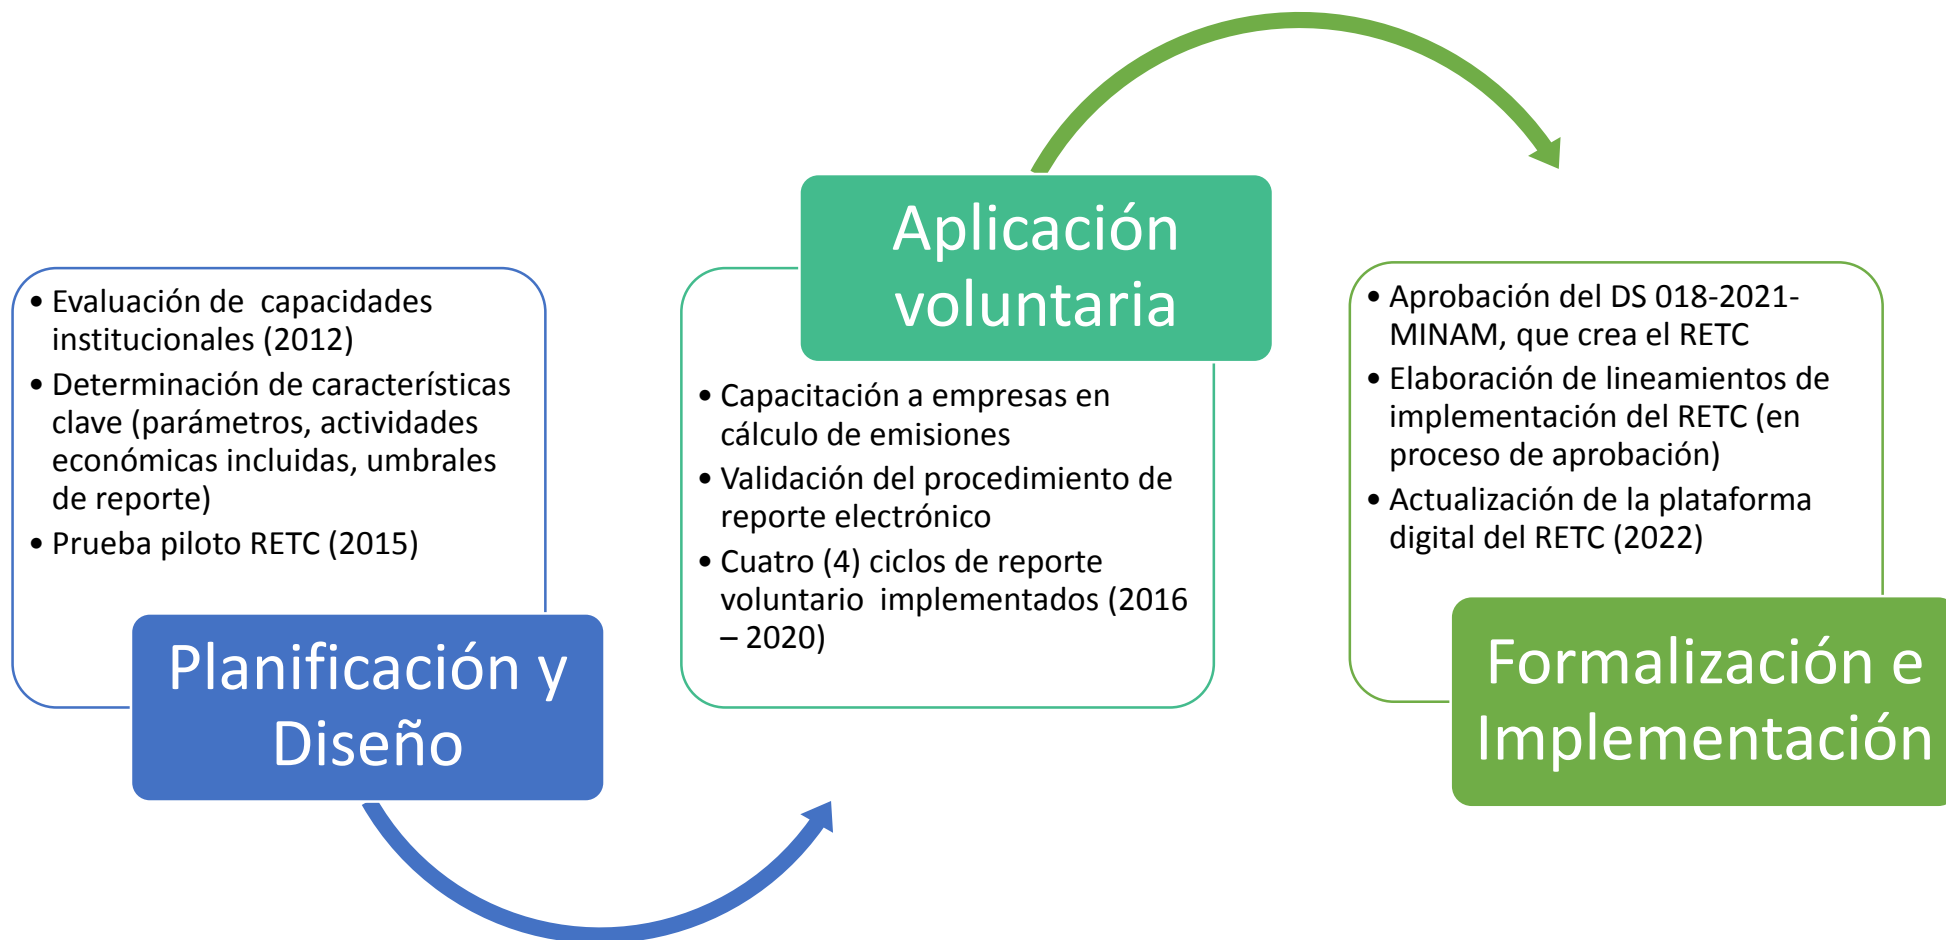 • Evaluación de capacidades
institucionales (2012)
• Determinación de características
clave (parámetros, actividades
económicas incluidas, umbrales
de reporte)
• Prueba piloto RETC (2015)
Planificación y
Diseño
Aplicación
voluntaria
• Capacitación a empresas en
cálculo de emisiones
• Validación del procedimiento de
reporte electrónico
• Cuatro (4) ciclos de reporte
voluntario implementados (2016
– 2020)
• Aprobación del DS 018-2021-
MINAM, que crea el RETC
• Elaboración de lineamientos de
implementación del RETC (en
proceso de aprobación)
• Actualización de la plataforma
digital del RETC (2022)
Formalización e
Implementación